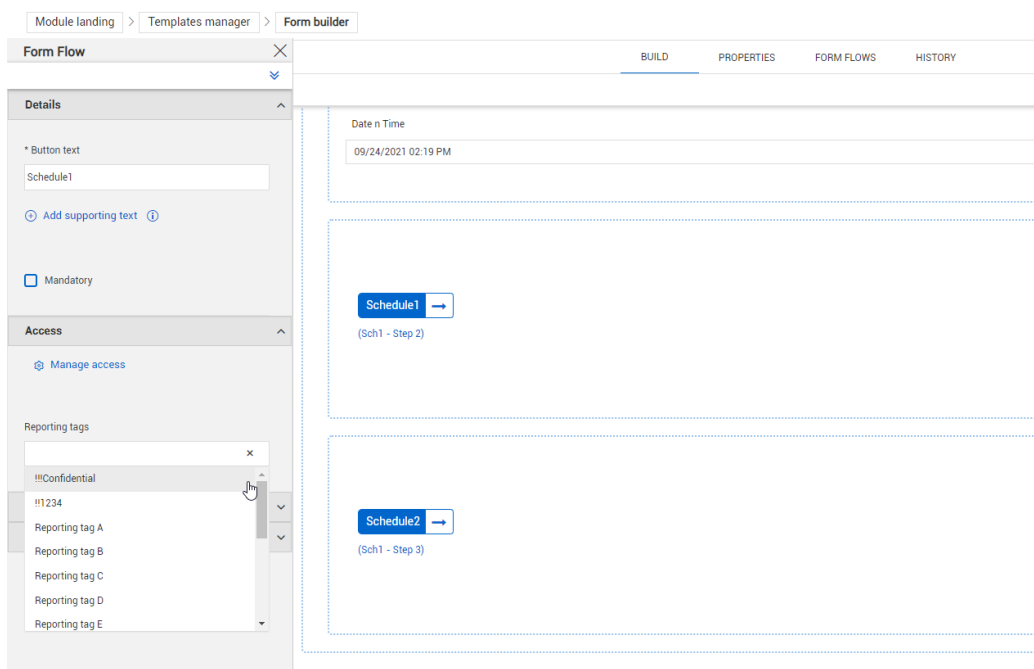 Module landing > Templates manager > Form builder
Form Flow
BUILD PROPERTIES FORM FLOWS HISTORY
Details
* Button text
Schedule1
Add supporting text
Mandatory
Access
Manage access
Reporting tags
!!!Confidential
!!1234
Reporting tag A
Reporting tag B
Reporting tag C
Reporting tag D
Reporting tag E
Date n Time
09/24/2021 02:19 PM
Schedule1
(Sch1 - Step 2)
Schedule2
(Sch1 - Step 3)